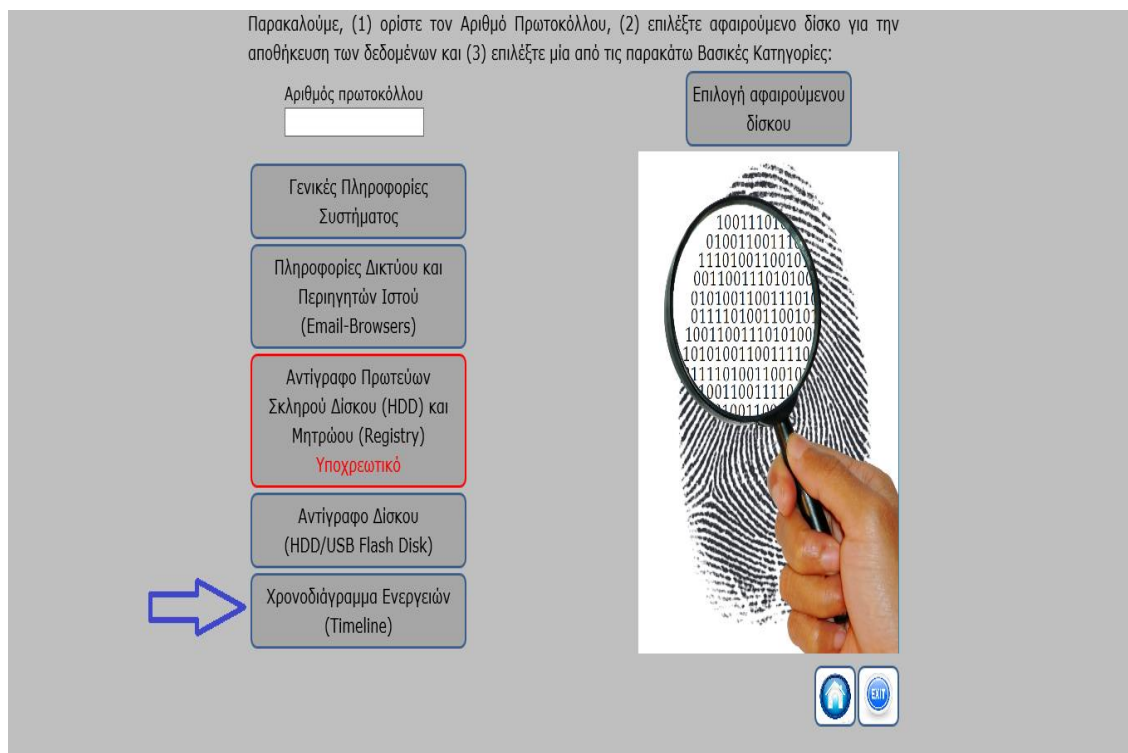 Παρακαλούμε, (1) ορίστε τον Αριθμό Πρωτοκόλλου, (2) επιλέξτε αφαιρούμενο δίσκο για την
αποθήκευση των δεδομένων και (3) επιλέξτε μία από τις παρακάτω Βασικές Κατηγορίες:
Αριθμός πρωτοκόλλου
Επιλογή αφαιρούμενου
δίσκου
Γενικές Πληροφορίες
Συστήματος
Πληροφορίες Δικτύου και
Περιηγητών Ιστού
(Email-Browsers)
Αντίγραφο Πρωτεύων
Σκληρού Δίσκου (HDD) και
Μητρώου (Registry)
Υποχρεωτικό
Αντίγραφο Δίσκου
(HDD/USB Flash Disk)
Χρονοδιάγραμμα Ενεργειών
(Timeline)
EXIT